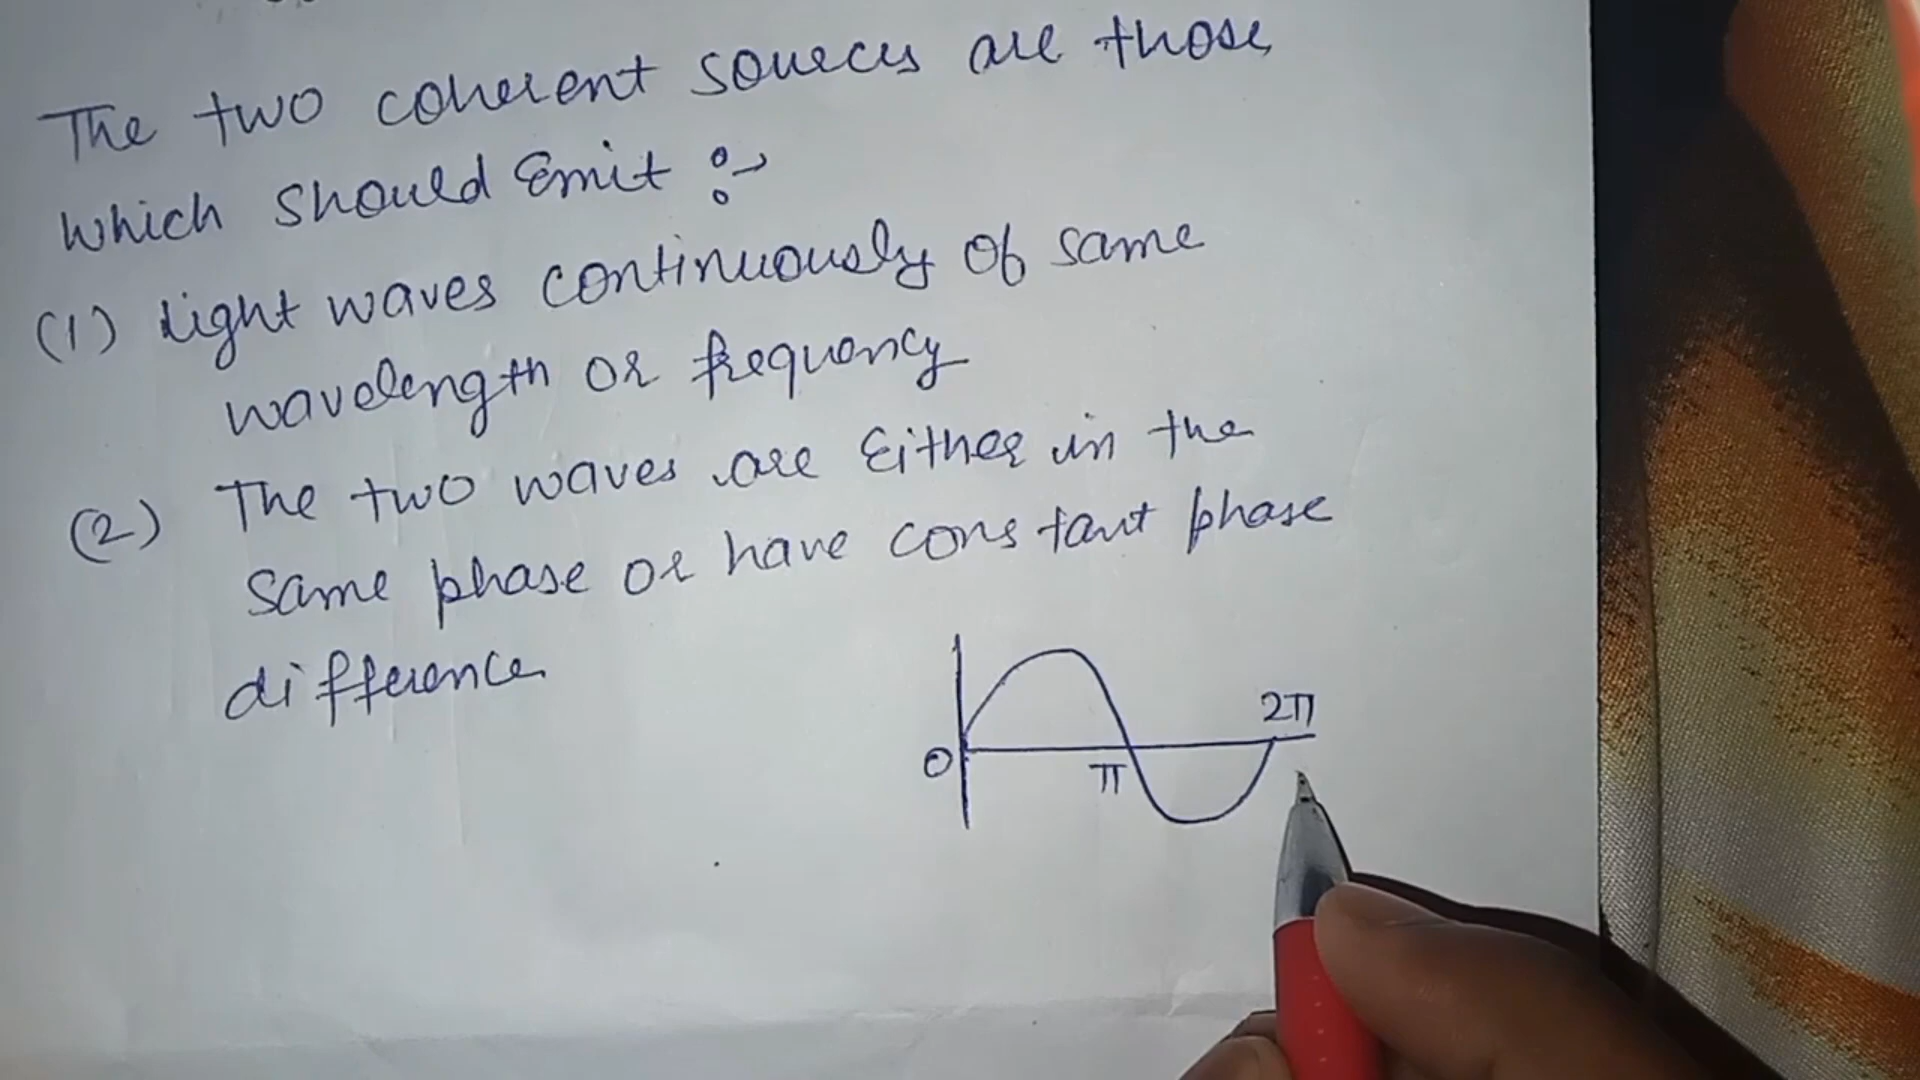 The two coherent sources are those
which should Emit :-
(1) Light waves continuously of same
wavelength or frequency
(2) The two waves are Either in the
same phase or have constant phase
difference
2π
0
π